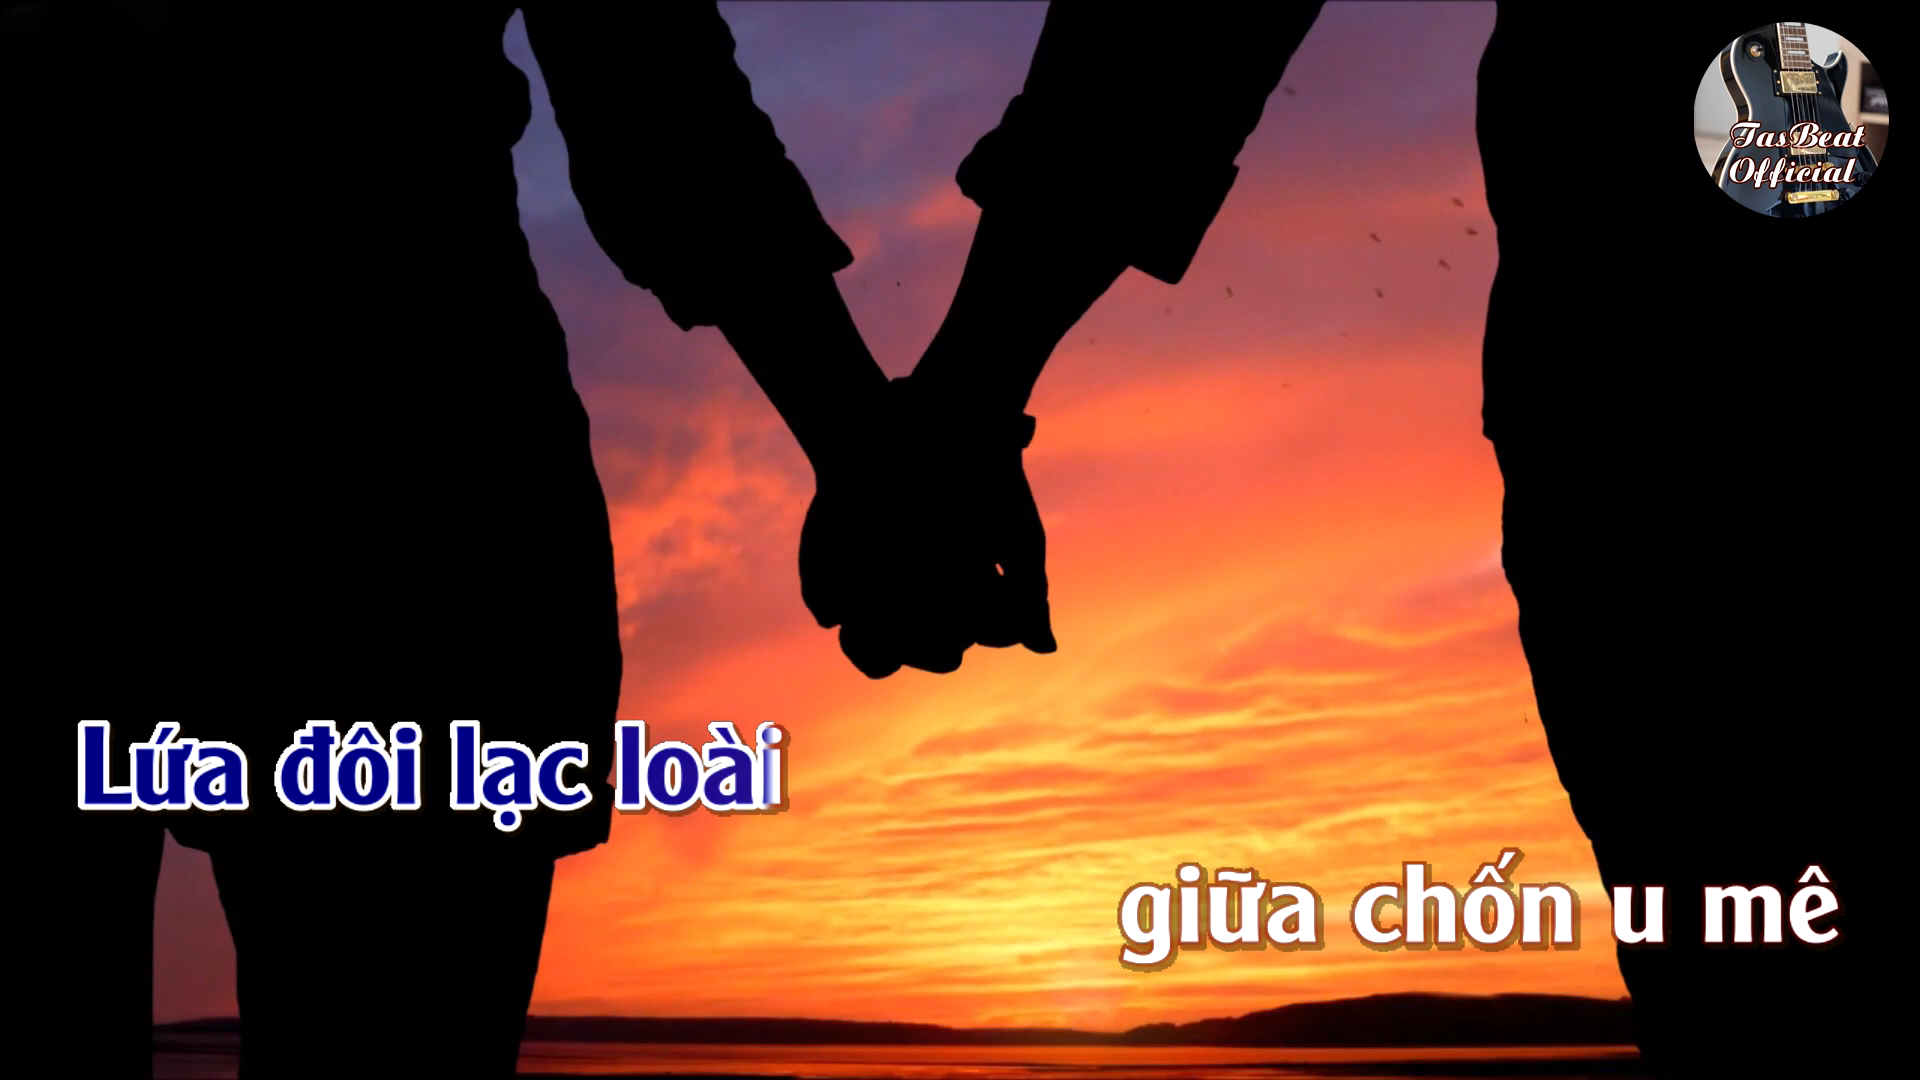 TasBeat
Official
Lứa đôi lạc loài
giữa chốn u mê